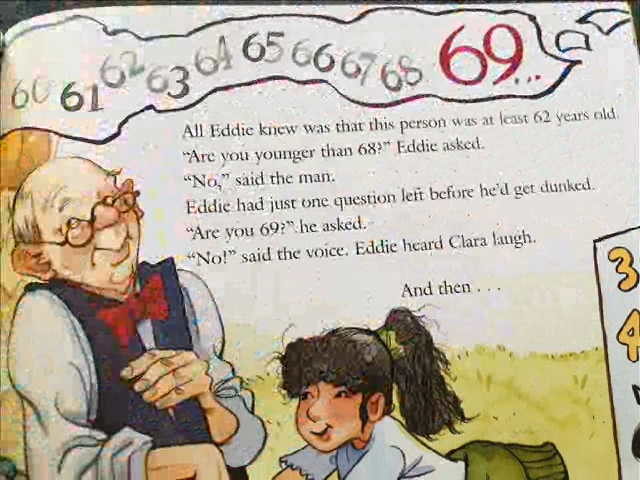 60 61 62 63 64 65 66 67 68 69...
All Eddie knew was that this person was at least 62 years old.
“Are you younger than 68?” Eddie asked.
“No,” said the man.
Eddie had just one question left before he’d get dunked.
“Are you 69?” he asked.
“No!” said the voice. Eddie heard Clara laugh.
And then . . .
3
4